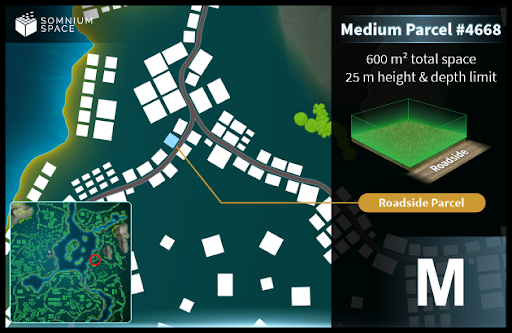 SOMNIUM
SPACE
Medium Parcel #4668
600 m² total space
25 m height & depth limit
Roadside
Roadside Parcel
M